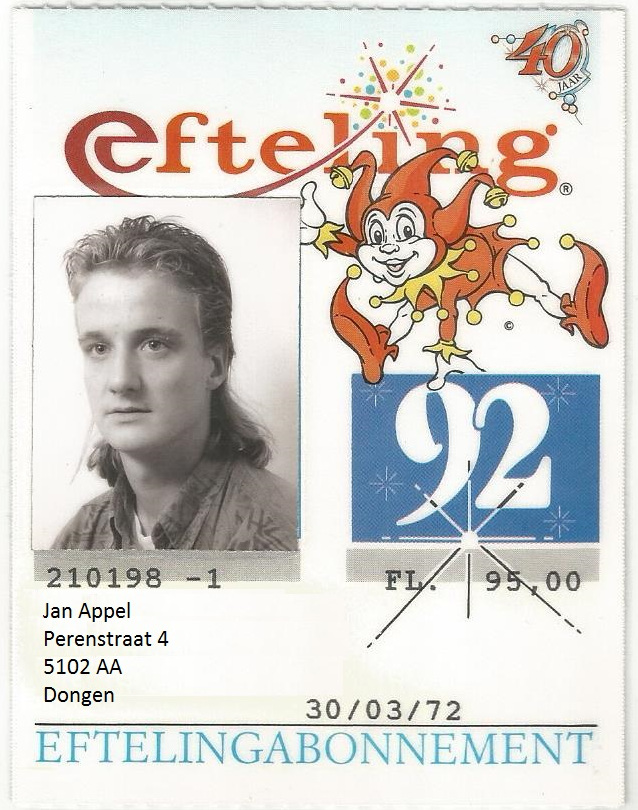 40
JAAR
efteling®
©
92
210198 -1
FL. 95,00
Jan Appel
Perenstraat 4
5102 AA
Dongen
30/03/72
EFTELINGABONNEMENT